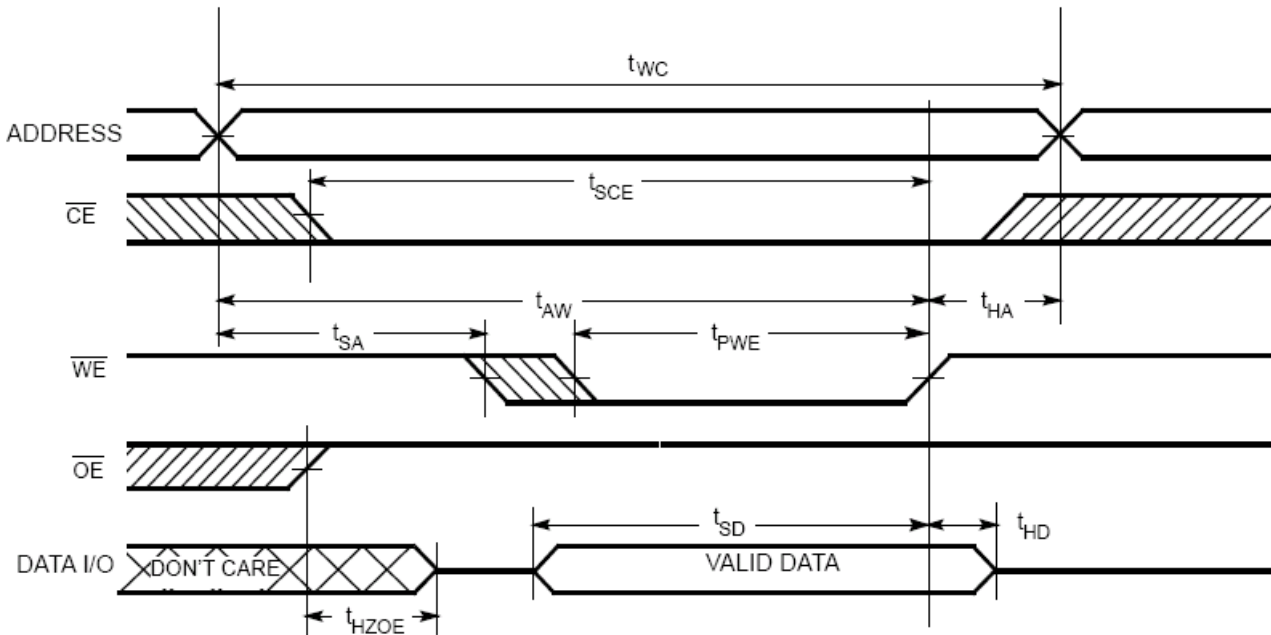 tWC
ADDRESS
tSCE
CE
tAW
tHA
tSA
tPWE
WE
OE
tSD
tHD
DATA I/O
DON'T CARE
VALID DATA
tHZOE